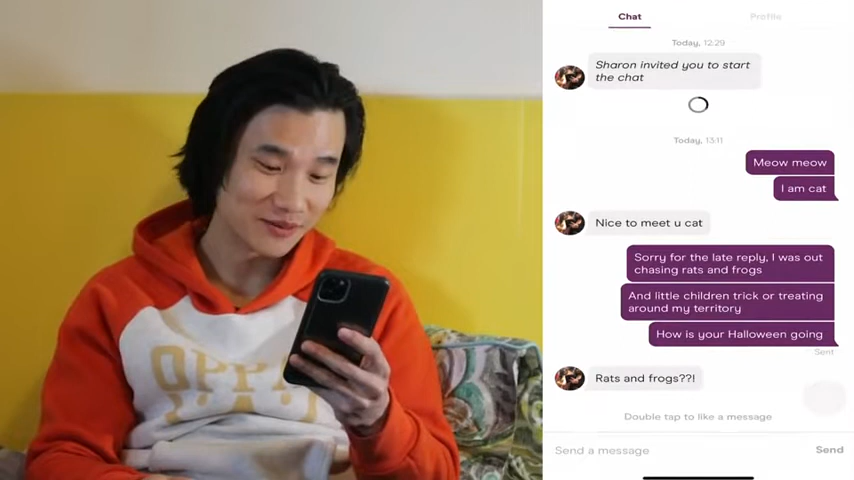 Chat
Profile
Today, 12:29
Sharon invited you to start
the chat
Today, 13:11
Meow meow
I am cat
Nice to meet u cat
Sorry for the late reply, I was out
chasing rats and frogs
And little children trick or treating
around my territory
How is your Halloween going
Sent
Rats and frogs??!
Double tap to like a message
Send a message
Send
OPPA